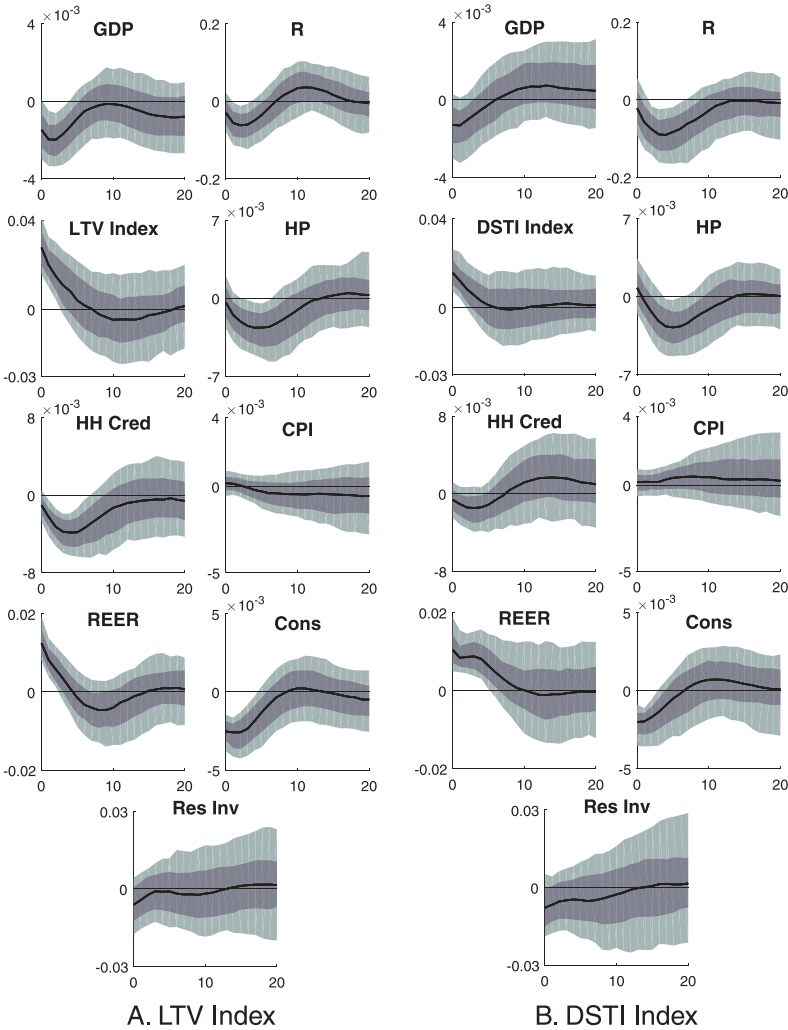 4 ×10⁻³
GDP
0
-4
0 10 20
0.2
R
0
-0.2
0 10 20
4 ×10⁻³
GDP
0
-4
0 10 20
0.2
R
0
-0.2
0 10 20
0.04
LTV Index
0
-0.03
0 10 20
7 ×10⁻³
HP
0
-7
0 10 20
0.04
DSTI Index
0
-0.03
0 10 20
7 ×10⁻³
HP
0
-7
0 10 20
8 ×10⁻³
HH Cred
0
-8
0 10 20
4 ×10⁻³
CPI
0
-5
0 10 20
8 ×10⁻³
HH Cred
0
-8
0 10 20
4 ×10⁻³
CPI
0
-5
0 10 20
0.02
REER
0
-0.02
0 10 20
5 ×10⁻³
Cons
0
-5
0 10 20
0.02
REER
0
-0.02
0 10 20
5 ×10⁻³
Cons
0
-5
0 10 20
0.03
Res Inv
0
-0.03
0 10 20
0.03
Res Inv
0
-0.03
0 10 20
A. LTV Index
B. DSTI Index